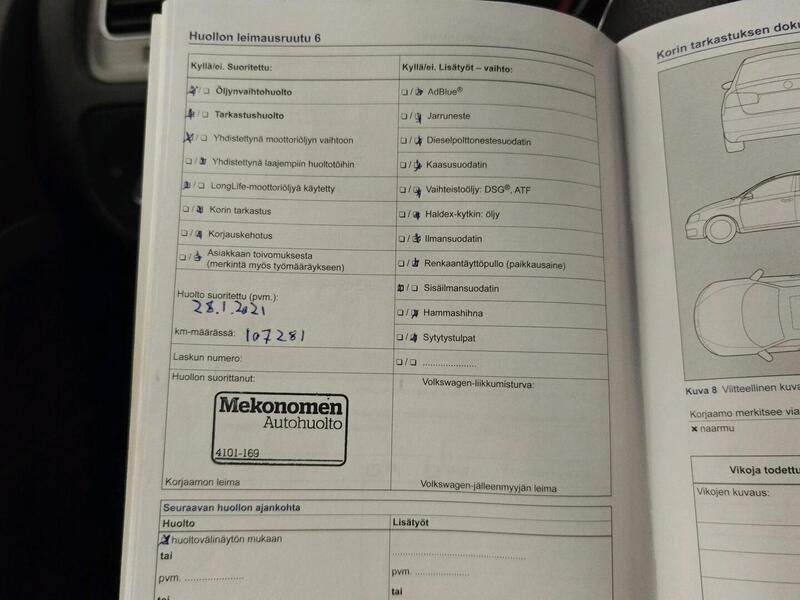 Huollon leimausruutu 6
Kyllä/ei. Suoritettu:
Öljynvaihtohuolto
Tarkastushuolto
Yhdistettynä moottoriöljyn vaihtoon
Yhdistettynä laajempiin huoltotöihin
LongLife-moottoriöljyä käytetty
Korin tarkastus
Korjauskehotus
Asiakkaan toivomuksesta
(merkintä myös työmääräykseen)
Huolto suoritettu (pvm.):
28.1.2021
km-määrässä: 107281
Laskun numero:
Huollon suorittanut:
Mekonomen
Autohuolto
4101-169
Korjaamon leima
Kyllä/ei. Lisätyöt – vaihto:
AdBlue®
Jarruneste
Dieselpolttonestesuodatin
Kaasusuodatin
Vaihteistoöljy: DSG®, ATF
Haldex-kytkin: öljy
Ilmansuodatin
Renkaantäyttöpullo (paikkausaine)
Sisäilmansuodatin
Hammashihna
Sytytystulpat
Volkswagen-liikkumisturva:
Volkswagen-jälleenmyyjän leima
Seuraavan huollon ajankohta
Huolto
huoltovälinäytön mukaan
tai
pvm. ....................
tai
Lisätyöt
pvm. ....................
tai
Korin tarkastuksen doku
Kuva 8 Viitteellinen kuva
Korjaamo merkitsee via
× naarmu
Vikoja todettu
Vikojen kuvaus: